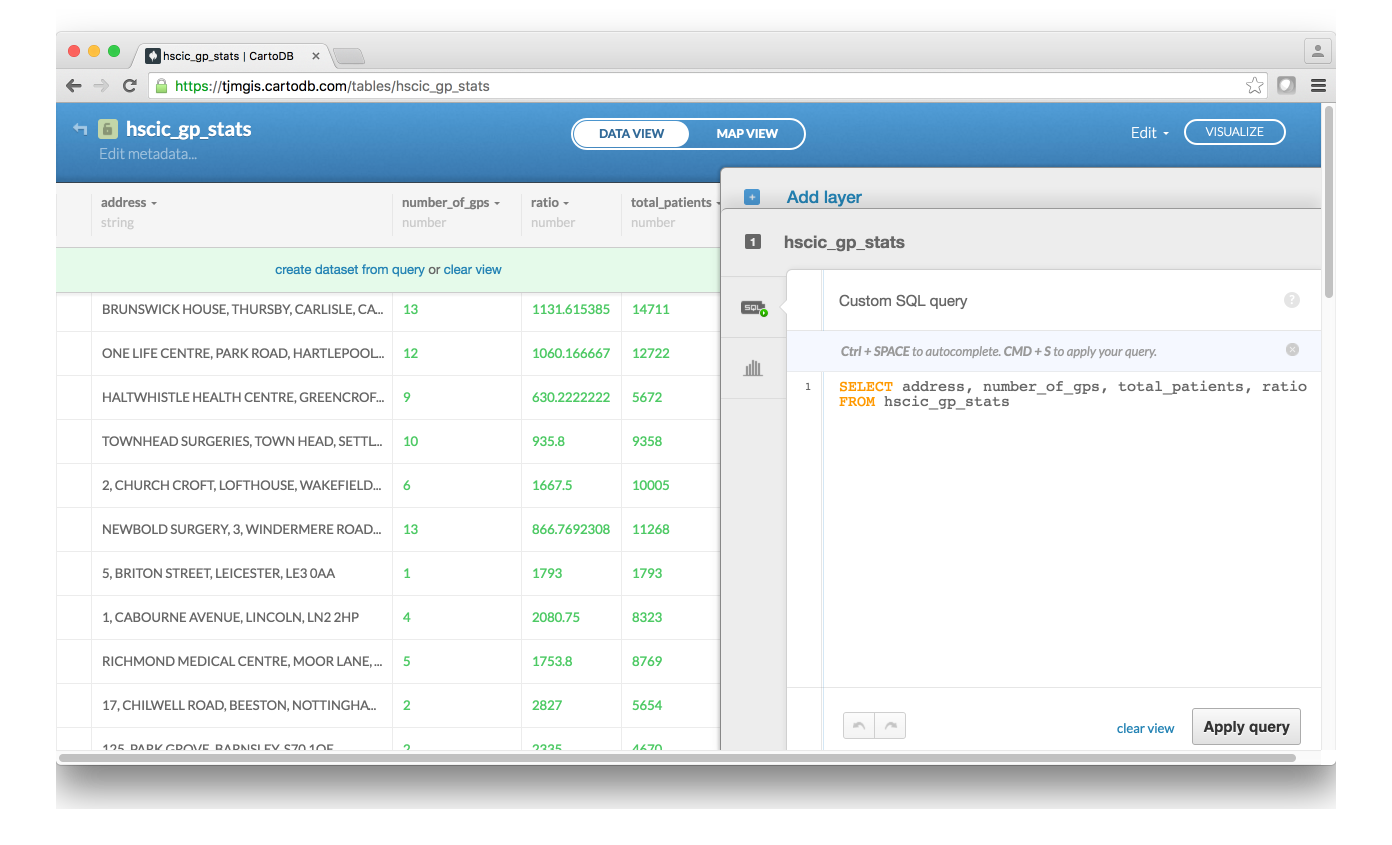 hscic_gp_stats | CartoDB
https://tjmgis.cartodb.com/tables/hscic_gp_stats
hscic_gp_stats
Edit metadata...
DATA VIEW MAP VIEW
Edit
VISUALIZE
address number_of_gps ratio total_patients
string number number number
create dataset from query or clear view
BRUNSWICK HOUSE, THURSBY, CARLISLE, CA... 13 1131.615385 14711
ONE LIFE CENTRE, PARK ROAD, HARTLEPOOL... 12 1060.166667 12722
HALTWHISTLE HEALTH CENTRE, GREENCROF... 9 630.2222222 5672
TOWNHEAD SURGERIES, TOWN HEAD, SETTL... 10 935.8 9358
2, CHURCH CROFT, LOFTHOUSE, WAKEFIELD... 6 1667.5 10005
NEWBOLD SURGERY, 3, WINDERMERE ROAD... 13 866.7692308 11268
5, BRITON STREET, LEICESTER, LE3 0AA 1 1793 1793
1, CABOURNE AVENUE, LINCOLN, LN2 2HP 4 2080.75 8323
RICHMOND MEDICAL CENTRE, MOOR LANE, ... 5 1753.8 8769
17, CHILWELL ROAD, BEESTON, NOTTINGHA... 2 2827 5654
125, PARK GROVE, BARNSLEY, S70 1QE 2 2335 4670
Add layer
1 hscic_gp_stats
SQL
Custom SQL query
?
Ctrl + SPACE to autocomplete. CMD + S to apply your query.
1 SELECT address, number_of_gps, total_patients, ratio
FROM hscic_gp_stats
clear view
Apply query